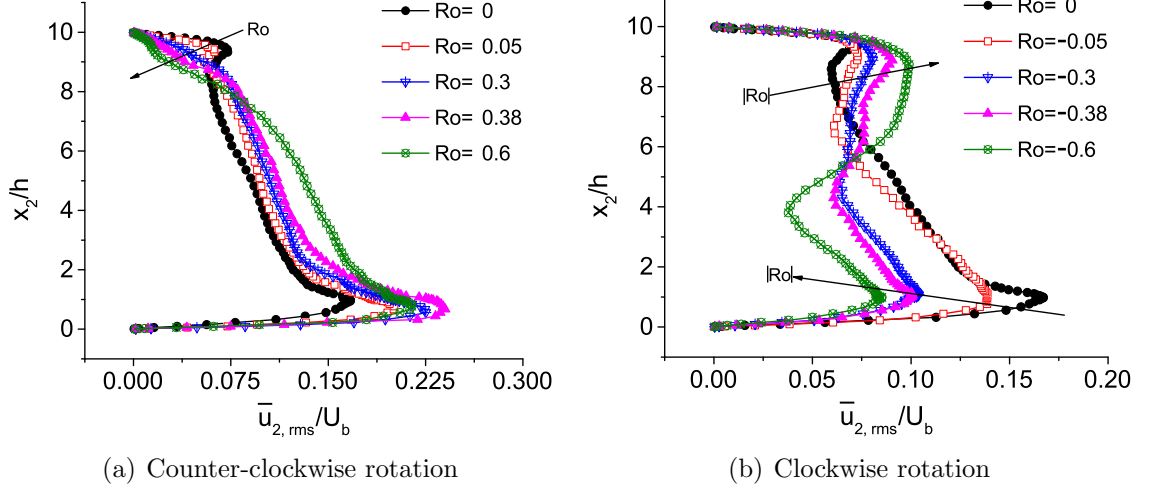 Ro= 0
Ro= 0.05
Ro= 0.3
Ro= 0.38
Ro= 0.6
Ro
10
8
6
4
2
0
x2/h
0.000 0.075 0.150 0.225 0.300
u̅2, rms/Ub
(a) Counter-clockwise rotation
Ro= 0
Ro=−0.05
Ro=−0.3
Ro=−0.38
Ro=−0.6
|Ro|
|Ro|
10
8
6
4
2
0
x2/h
0.00 0.05 0.10 0.15 0.20
u̅2, rms/Ub
(b) Clockwise rotation